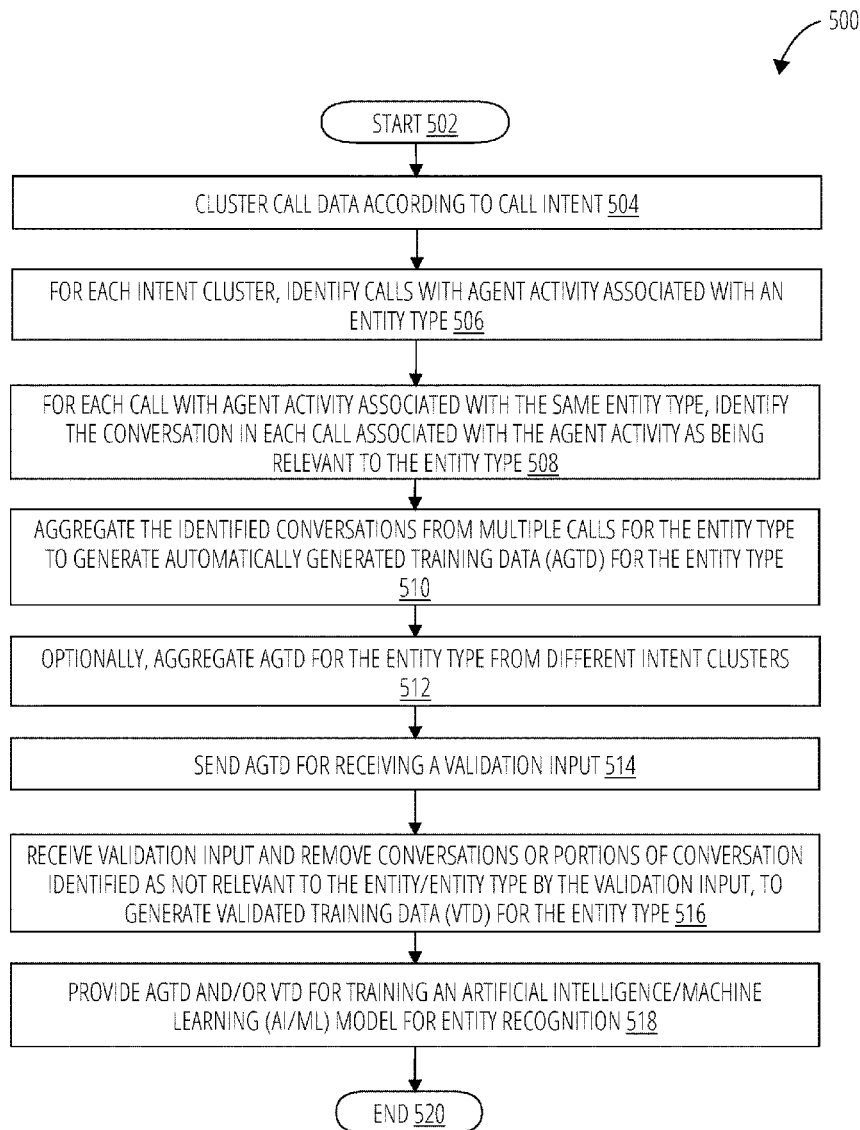 500
START 502
CLUSTER CALL DATA ACCORDING TO CALL INTENT 504
FOR EACH INTENT CLUSTER, IDENTIFY CALLS WITH AGENT ACTIVITY ASSOCIATED WITH AN
ENTITY TYPE 506
FOR EACH CALL WITH AGENT ACTIVITY ASSOCIATED WITH THE SAME ENTITY TYPE, IDENTIFY
THE CONVERSATION IN EACH CALL ASSOCIATED WITH THE AGENT ACTIVITY AS BEING
RELEVANT TO THE ENTITY TYPE 508
AGGREGATE THE IDENTIFIED CONVERSATIONS FROM MULTIPLE CALLS FOR THE ENTITY TYPE
TO GENERATE AUTOMATICALLY GENERATED TRAINING DATA (AGTD) FOR THE ENTITY TYPE
510
OPTIONALLY, AGGREGATE AGTD FOR THE ENTITY TYPE FROM DIFFERENT INTENT CLUSTERS
512
SEND AGTD FOR RECEIVING A VALIDATION INPUT 514
RECEIVE VALIDATION INPUT AND REMOVE CONVERSATIONS OR PORTIONS OF CONVERSATION
IDENTIFIED AS NOT RELEVANT TO THE ENTITY/ENTITY TYPE BY THE VALIDATION INPUT, TO
GENERATE VALIDATED TRAINING DATA (VTD) FOR THE ENTITY TYPE 516
PROVIDE AGTD AND/OR VTD FOR TRAINING AN ARTIFICIAL INTELLIGENCE/MACHINE
LEARNING (AI/ML) MODEL FOR ENTITY RECOGNITION 518
END 520